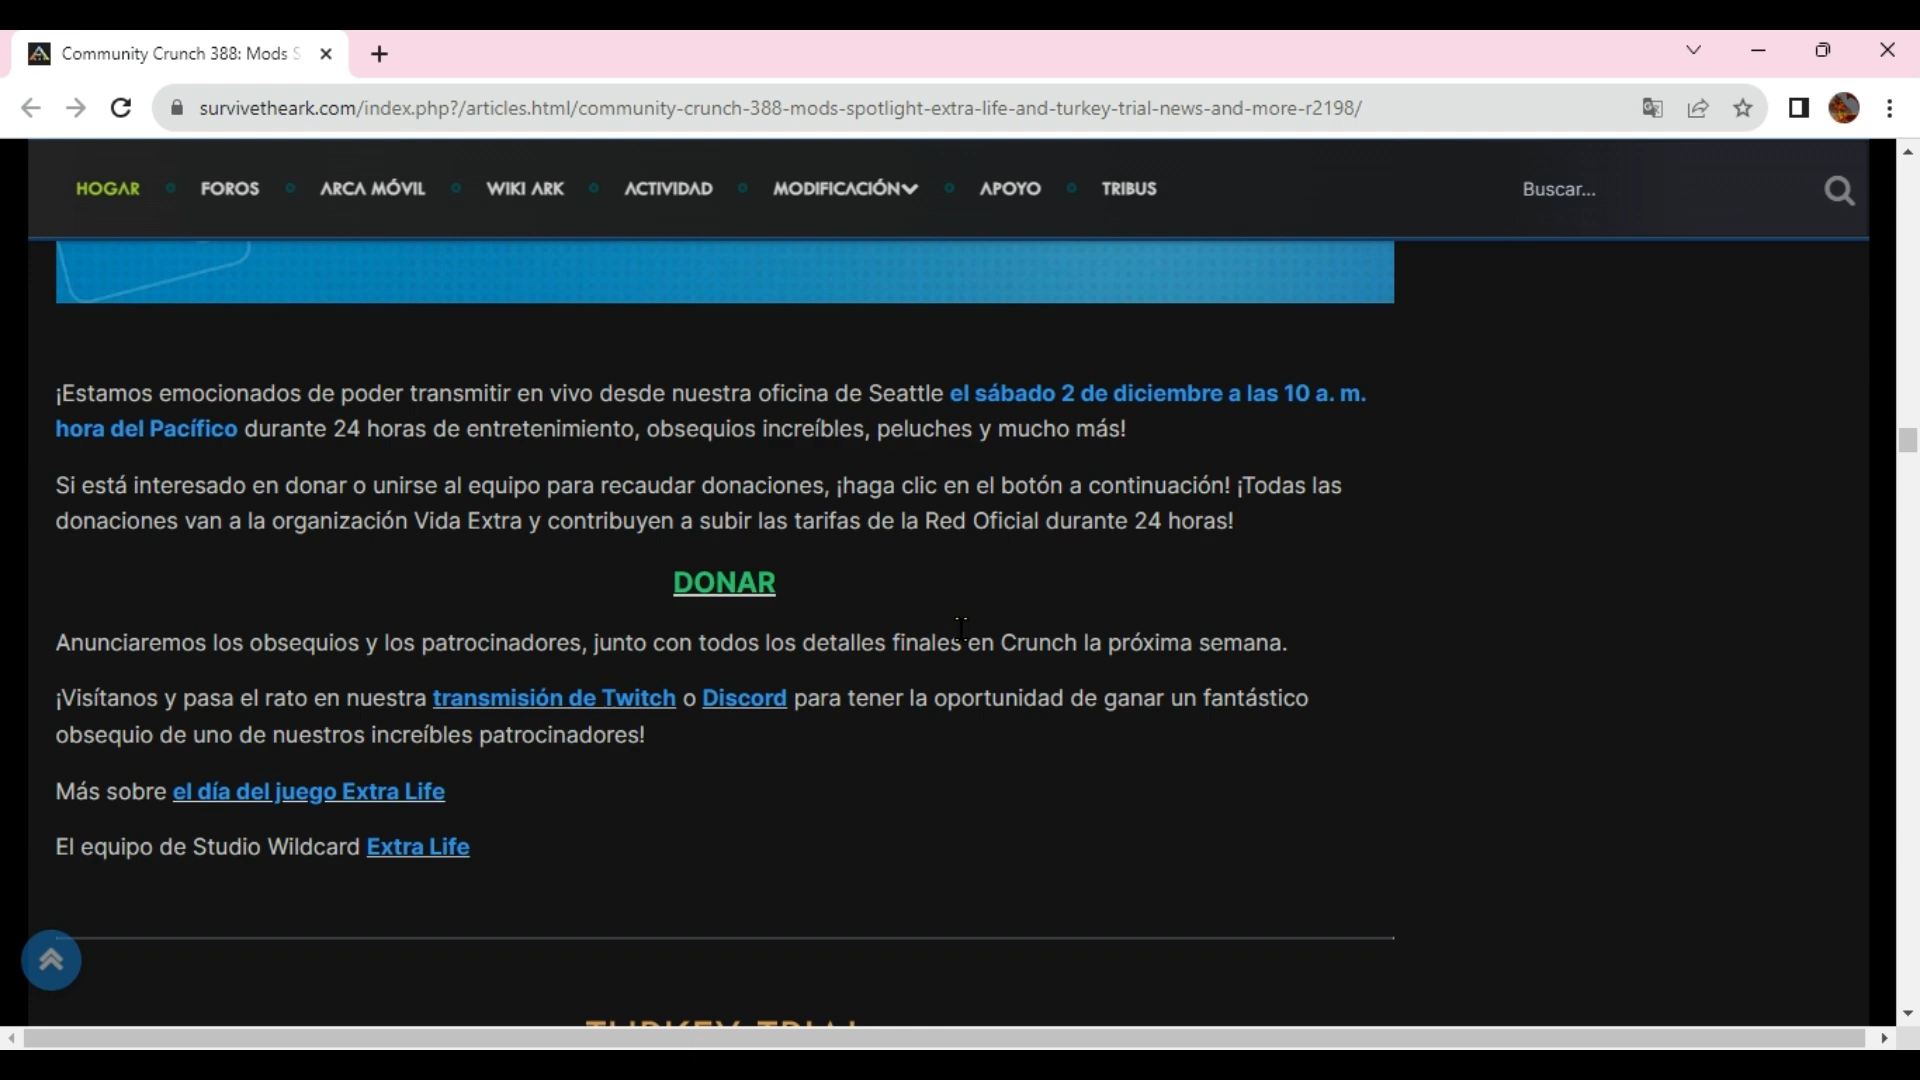 Community Crunch 388: Mods S
survivetheark.com/index.php?/articles.html/community-crunch-388-mods-spotlight-extra-life-and-turkey-trial-news-and-more-r2198/
HOGAR FOROS ARCA MÓVIL WIKI ARK ACTIVIDAD MODIFICACIÓN APOYO TRIBUS Buscar...
¡Estamos emocionados de poder transmitir en vivo desde nuestra oficina de Seattle el sábado 2 de diciembre a las 10 a. m.
hora del Pacífico durante 24 horas de entretenimiento, obsequios increíbles, peluches y mucho más!
Si está interesado en donar o unirse al equipo para recaudar donaciones, ¡haga clic en el botón a continuación! ¡Todas las
donaciones van a la organización Vida Extra y contribuyen a subir las tarifas de la Red Oficial durante 24 horas!
DONAR
Anunciaremos los obsequios y los patrocinadores, junto con todos los detalles finales en Crunch la próxima semana.
¡Visítanos y pasa el rato en nuestra transmisión de Twitch o Discord para tener la oportunidad de ganar un fantástico
obsequio de uno de nuestros increíbles patrocinadores!
Más sobre el día del juego Extra Life
El equipo de Studio Wildcard Extra Life
TURKEY TRIAL